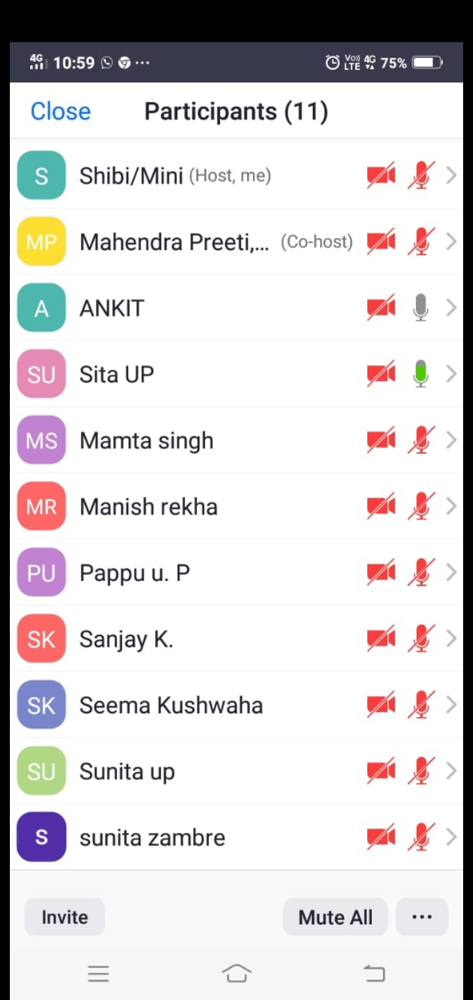 4G 10:59 ... Vo)) LTE 4G 75%
Close Participants (11)
S Shibi/Mini (Host, me)
MP Mahendra Preeti,... (Co-host)
A ANKIT
SU Sita UP
MS Mamta singh
MR Manish rekha
PU Pappu u. P
SK Sanjay K.
SK Seema Kushwaha
SU Sunita up
S sunita zambre
Invite Mute All ...